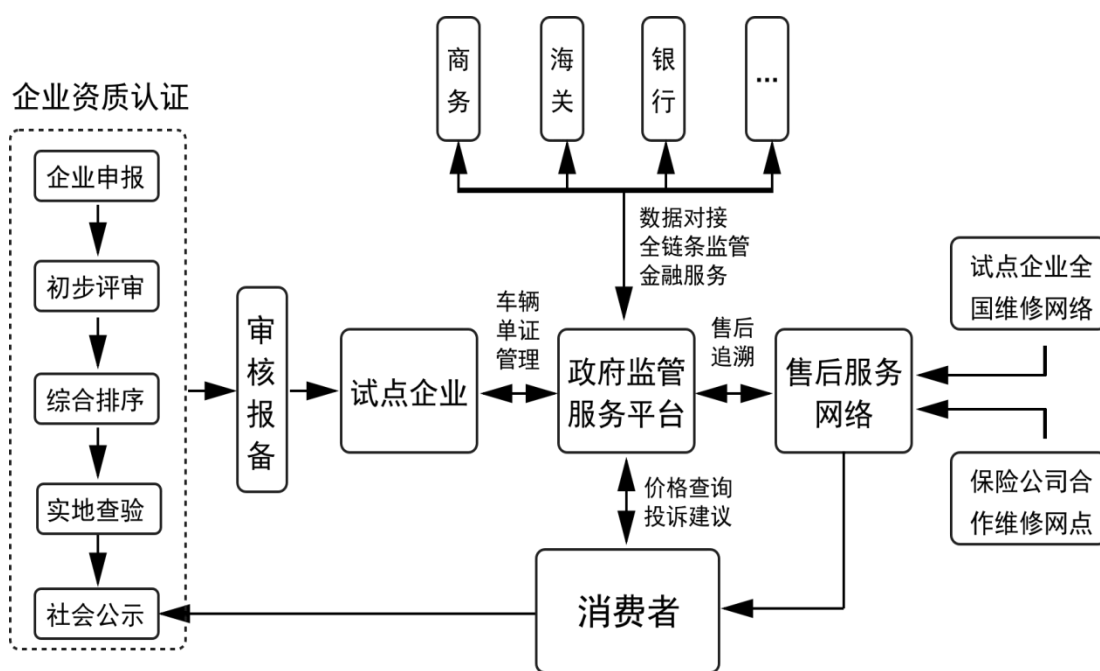 商务
海关
银行
...
企业资质认证
企业申报
初步评审
综合排序
实地查验
社会公示
审核报备
试点企业
车辆
单证
管理
数据对接
全链条监管
金融服务
政府监管
服务平台
售后
追溯
售后服务
网络
试点企业全
国维修网络
保险公司合
作维修网点
价格查询
投诉建议
消费者